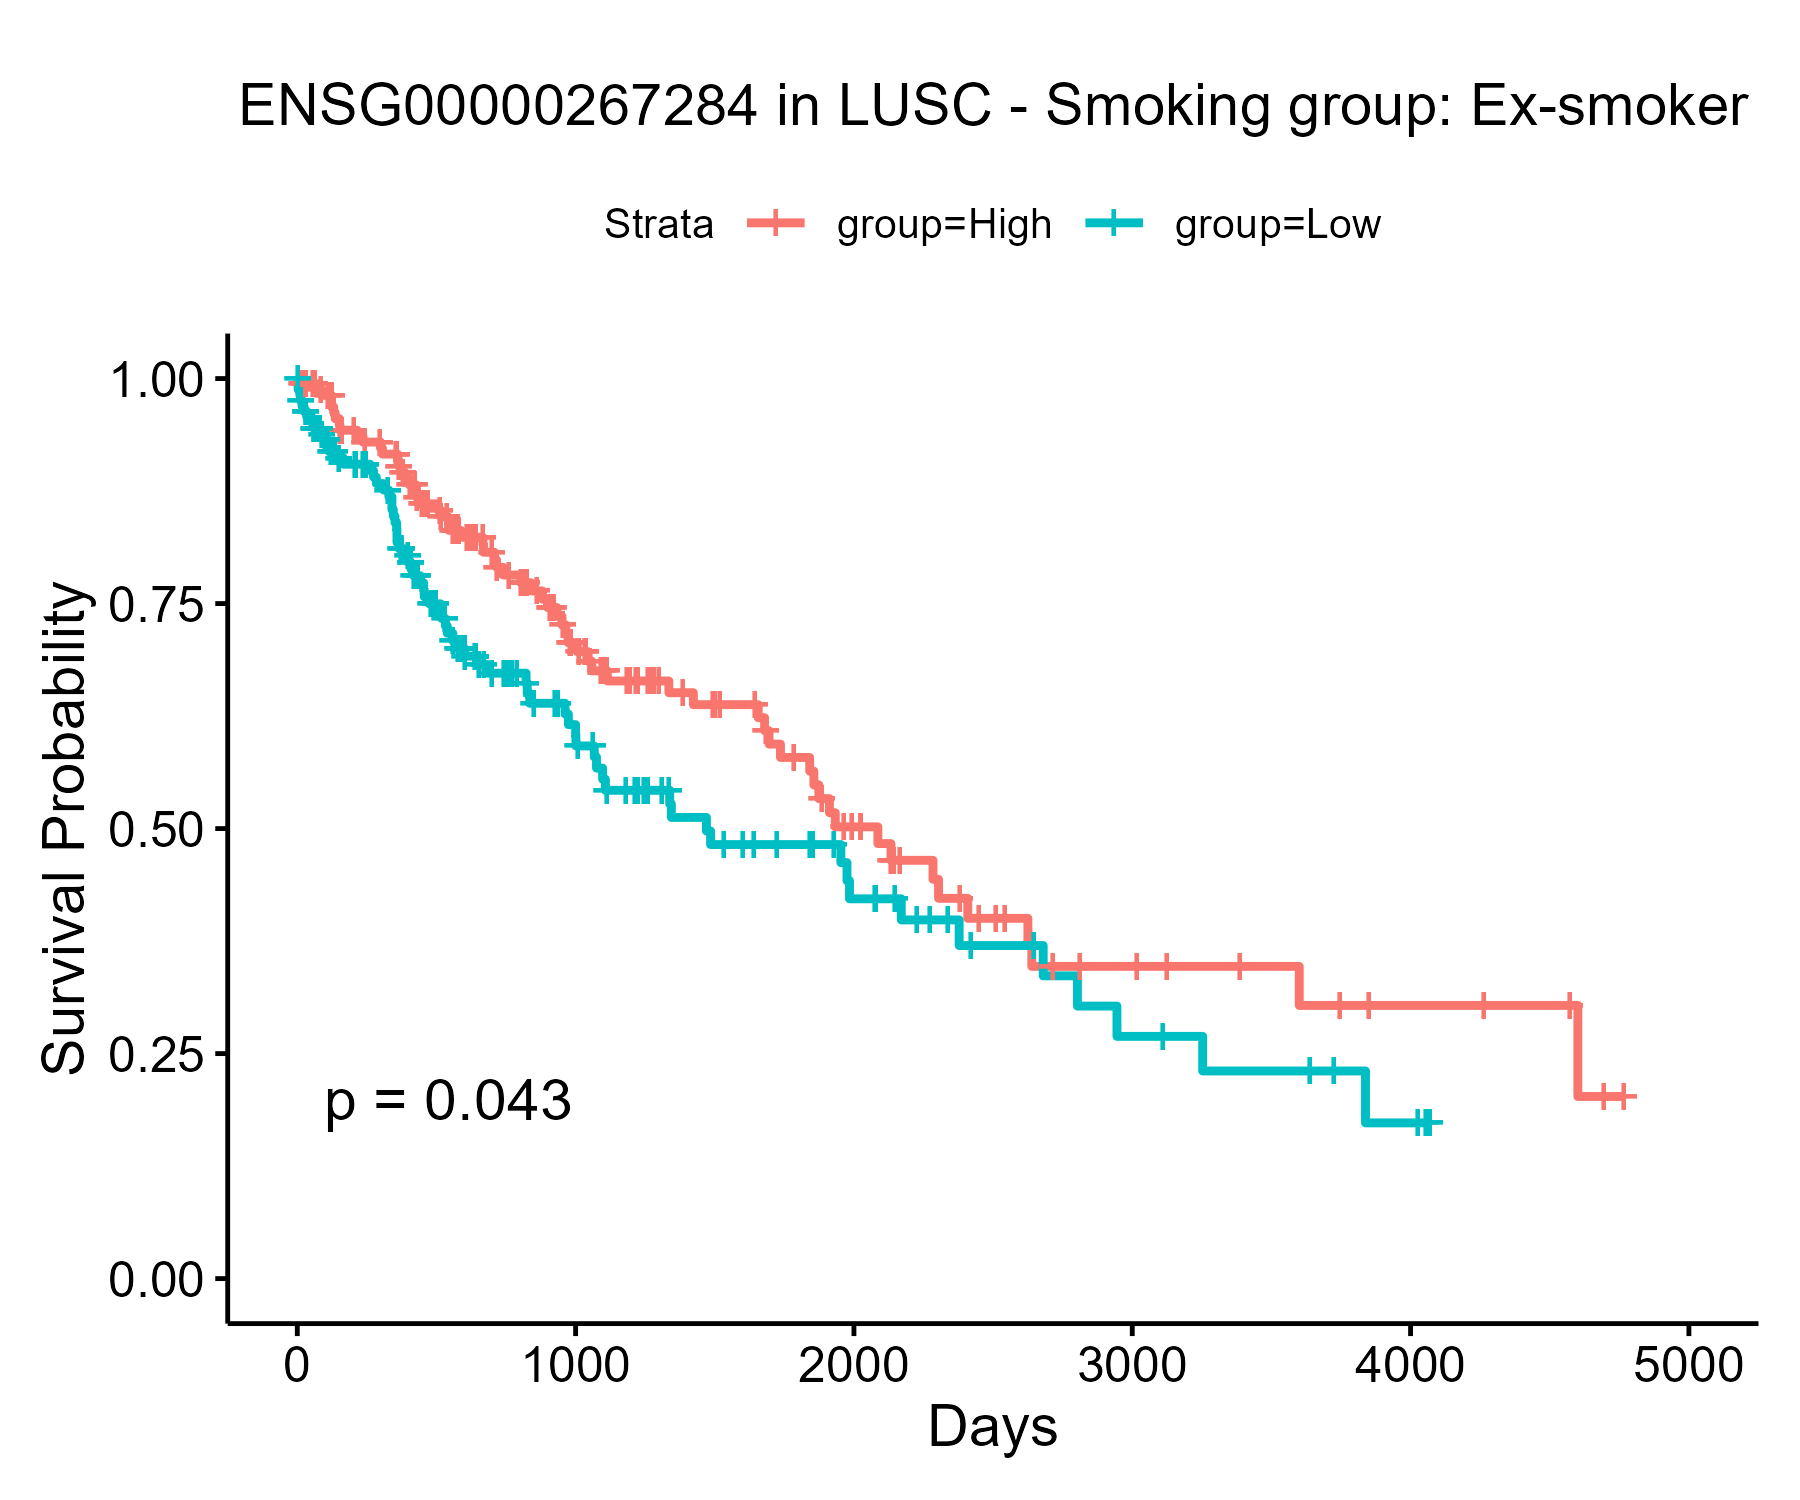 ENSG00000267284 in LUSC - Smoking group: Ex-smoker
Strata group=High group=Low
Survival Probability
1.00
0.75
0.50
0.25
0.00
p = 0.043
0 1000 2000 3000 4000 5000
Days